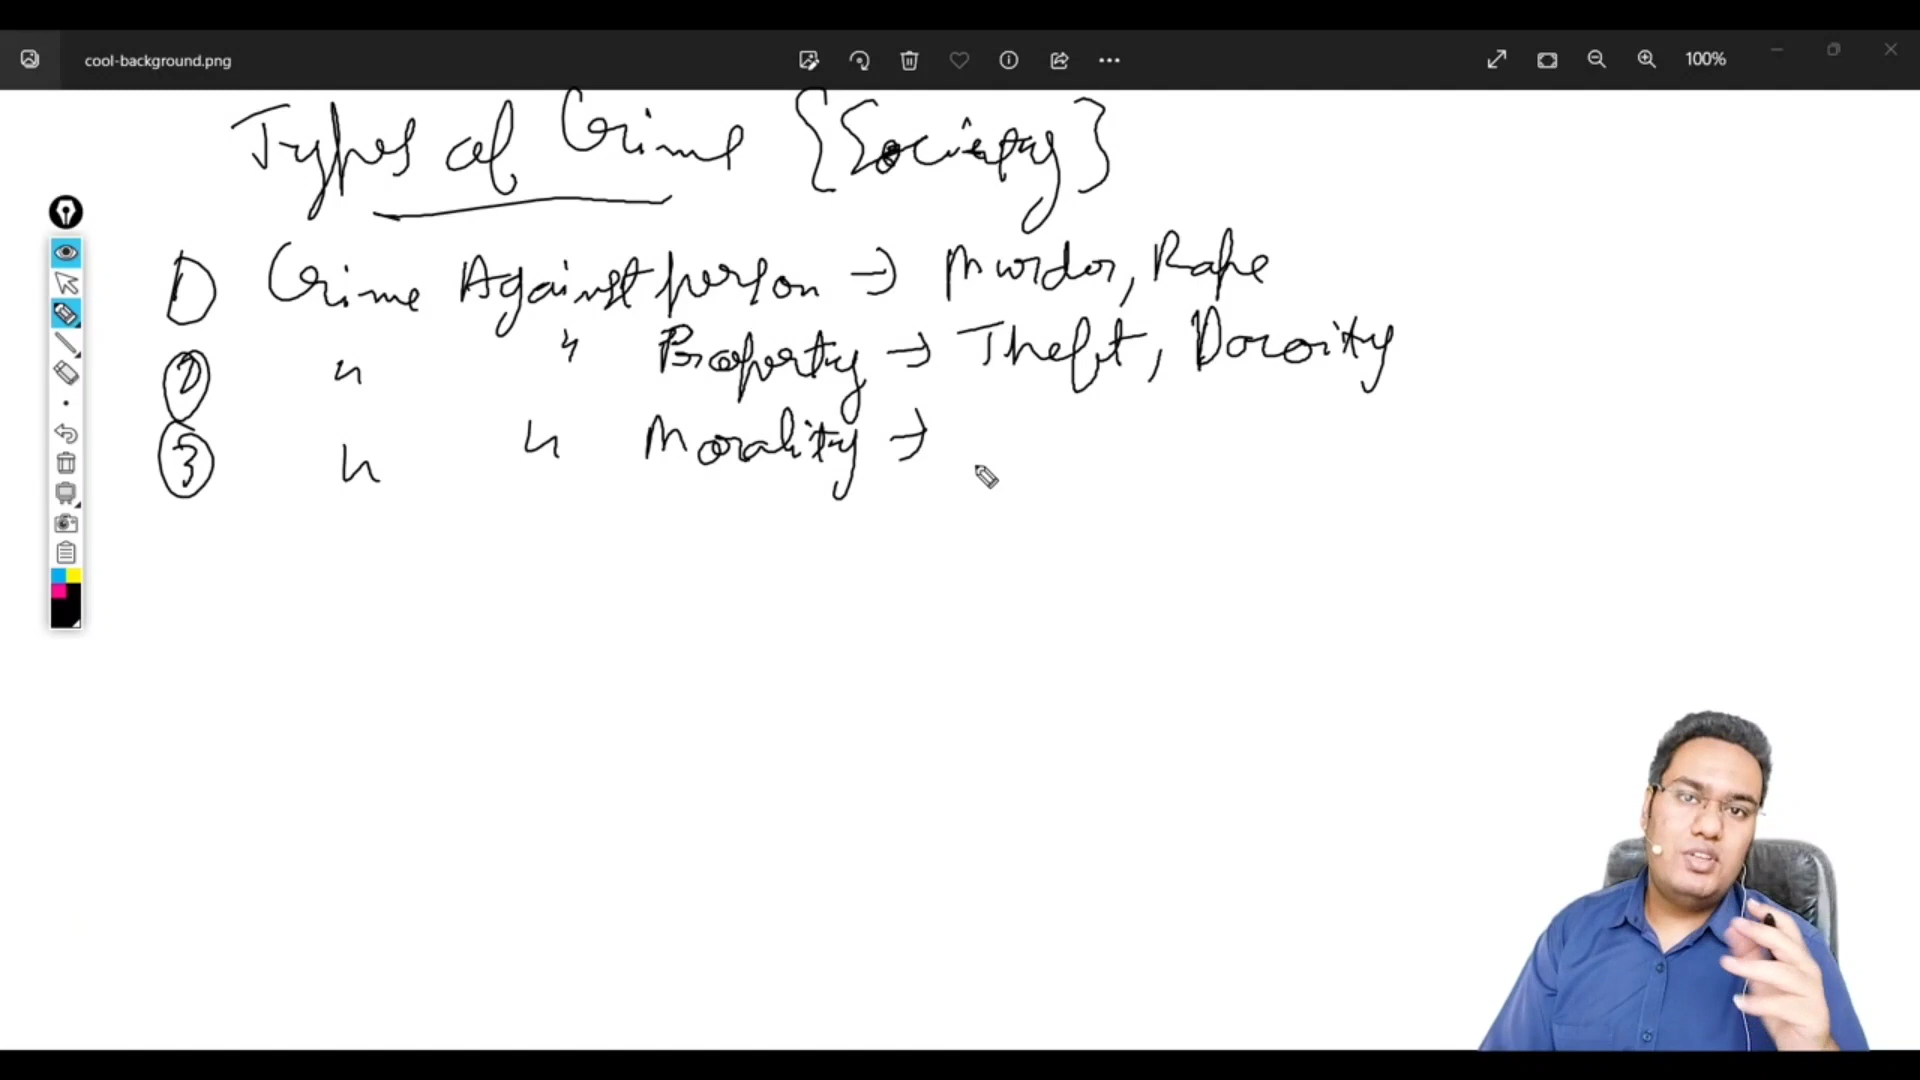 cool-background.png
100%
Types of Crime {Society}
1) Crime Against person → Murder, Rape
2 " " Property → Theft, Docoity
3 " " Morality →